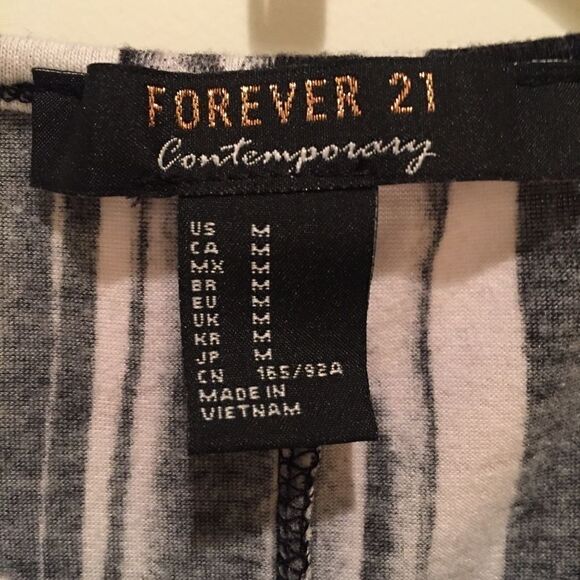 FOREVER 21
Contemporary
US M
CA M
MX M
BR M
EU M
UK M
KR M
JP M
CN 165/92A
MADE IN
VIETNAM